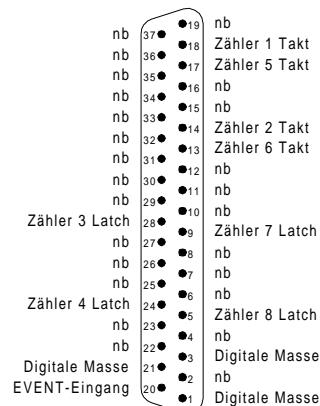 nb 37
nb 36
nb 35
nb 34
nb 33
nb 32
nb 31
nb 30
nb 29
Zähler 3 Latch 28
nb 27
nb 26
nb 25
Zähler 4 Latch 24
nb 23
nb 22
Digitale Masse 21
EVENT-Eingang 20
19 nb
18 Zähler 1 Takt
17 Zähler 5 Takt
16 nb
15 nb
14 Zähler 2 Takt
13 Zähler 6 Takt
12 nb
11 nb
10 nb
9 Zähler 7 Latch
8 nb
7 nb
6 nb
5 Zähler 8 Latch
4 nb
3 Digitale Masse
2 nb
1 Digitale Masse